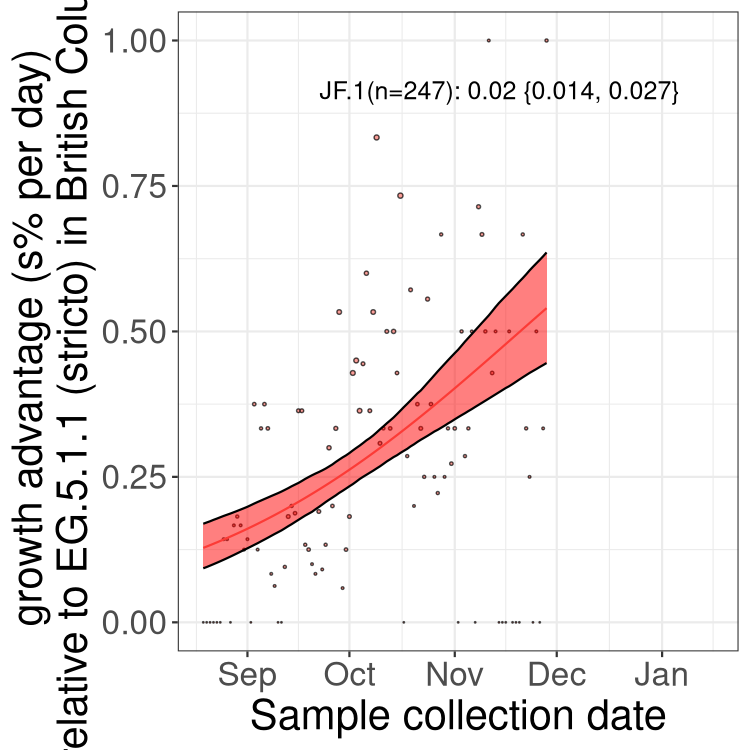 growth advantage (s% per day)
relative to EG.5.1.1 (stricto) in British
1.00
0.75
0.50
0.25
0.00
JF.1(n=247): 0.02 {0.014, 0.027}
Sep Oct Nov Dec Jan
Sample collection date